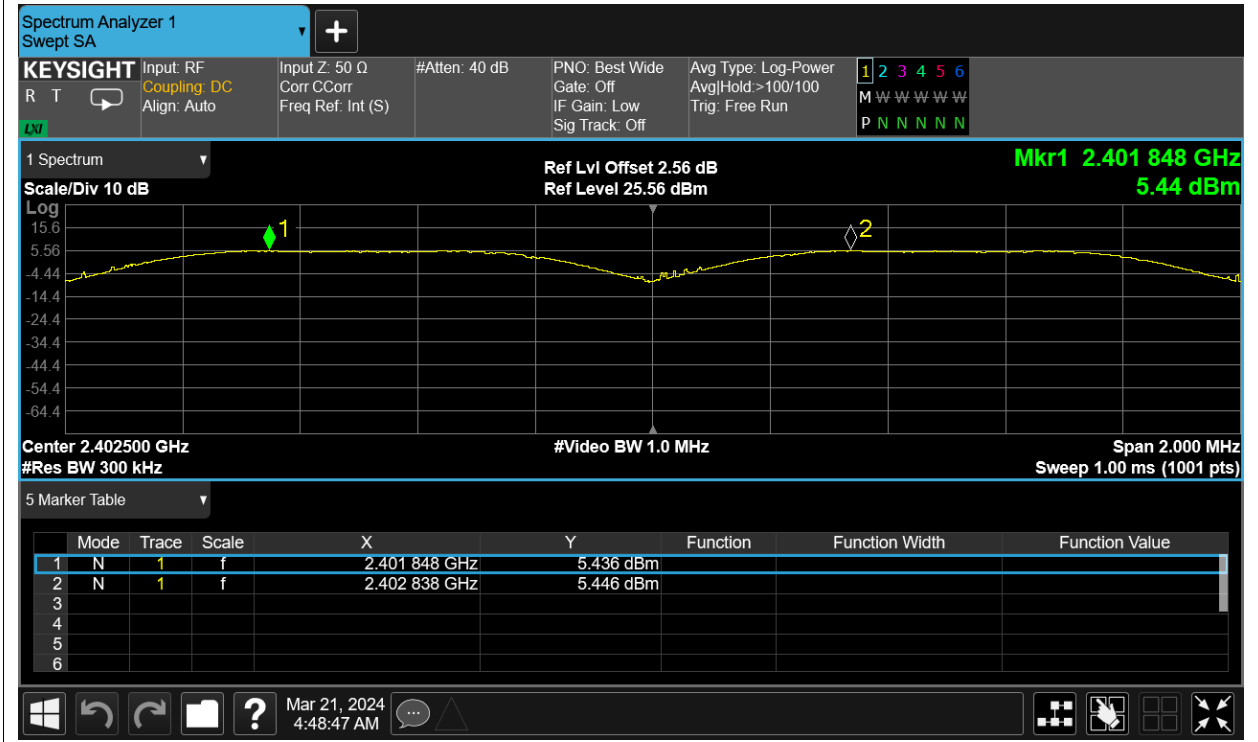 Spectrum Analyzer 1
Swept SA
KEYSIGHT
R T
LXI
Input: RF
Coupling: DC
Align: Auto
Input Z: 50 Ω
Corr CCorr
Freq Ref: Int (S)
#Atten: 40 dB
PNO: Best Wide
Gate: Off
IF Gain: Low
Sig Track: Off
Avg Type: Log-Power
Avg|Hold:>100/100
Trig: Free Run
1 2 3 4 5 6
M W W W W W
P N N N N N
1 Spectrum
Scale/Div 10 dB
Ref Lvl Offset 2.56 dB
Ref Level 25.56 dBm
Mkr1 2.401 848 GHz
5.44 dBm
Log
15.6
5.56
-4.44
-14.4
-24.4
-34.4
-44.4
-54.4
-64.4
1
2
Center 2.402500 GHz
#Video BW 1.0 MHz
Span 2.000 MHz
#Res BW 300 kHz
Sweep 1.00 ms (1001 pts)
5 Marker Table
Mode Trace Scale X Y Function Function Width Function Value
1 N 1 f 2.401 848 GHz 5.436 dBm
2 N 1 f 2.402 838 GHz 5.446 dBm
3
4
5
6
?
Mar 21, 2024
4:48:47 AM